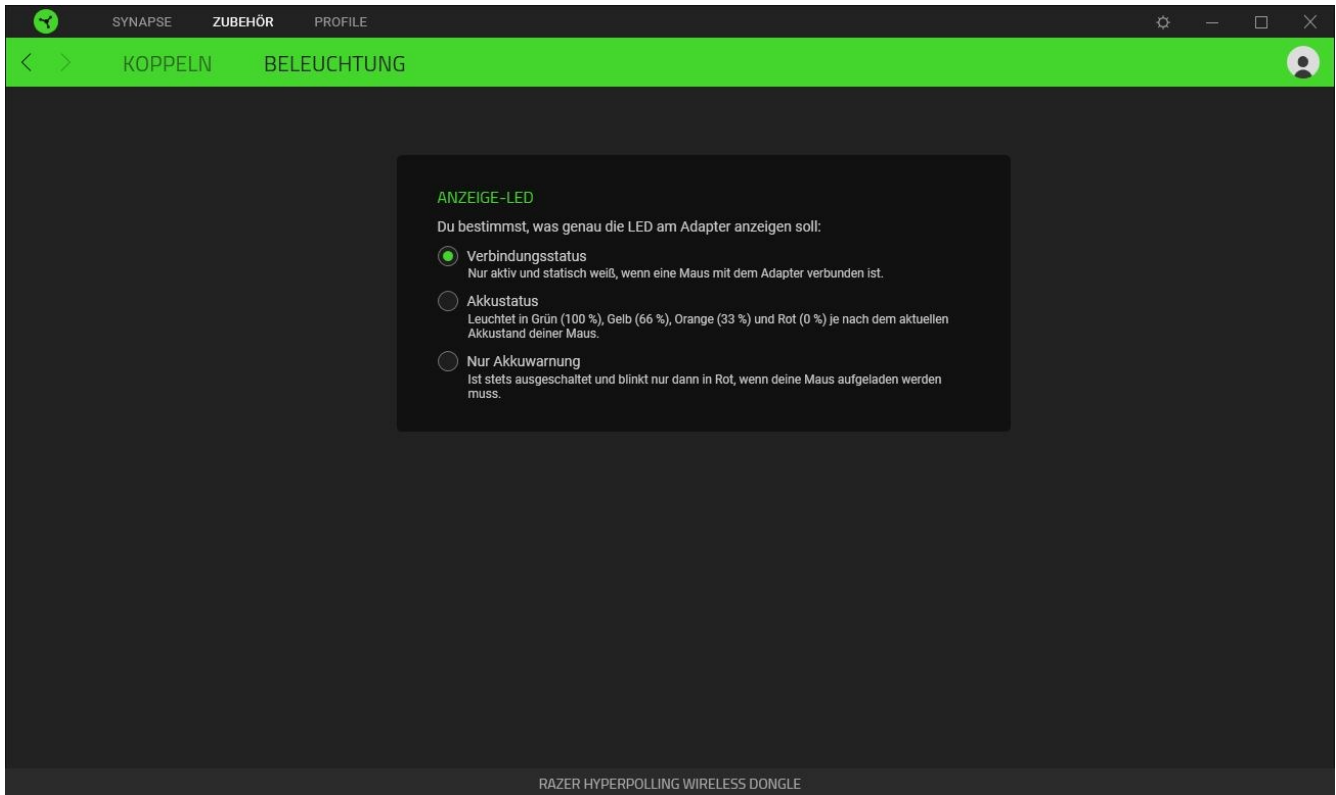 SYNAPSE ZUBEHÖR PROFILE
KOPPELN BELEUCHTUNG
ANZEIGE-LED
Du bestimmst, was genau die LED am Adapter anzeigen soll:
Verbindungsstatus
Nur aktiv und statisch weiß, wenn eine Maus mit dem Adapter verbunden ist.
Akkustatus
Leuchtet in Grün (100 %), Gelb (66 %), Orange (33 %) und Rot (0 %) je nach dem aktuellen
Akkustand deiner Maus.
Nur Akkuwarnung
Ist stets ausgeschaltet und blinkt nur dann in Rot, wenn deine Maus aufgeladen werden
muss.
RAZER HYPERPOLLING WIRELESS DONGLE